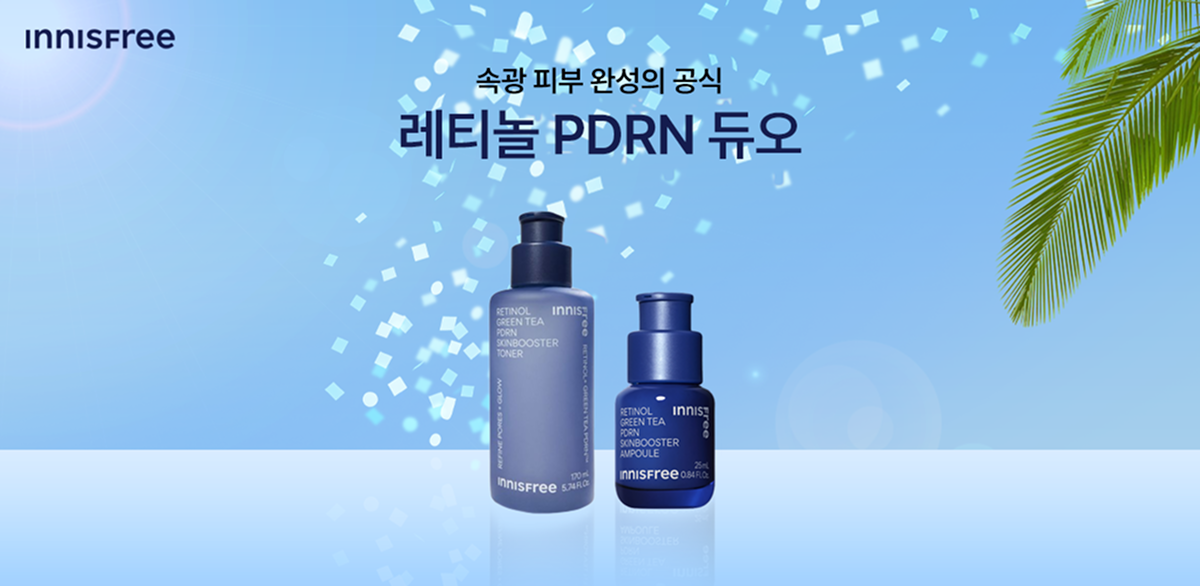 innisfree
속광 피부 완성의 공식
레티놀 PDRN 듀오
RETINOL
GREEN TEA
PDRN
SKINBOOSTER
TONER
innisfree
RETINOL+GREEN TEA PDRN™
REFINE PORES + GLOW
170 mL
innisfree 5.74 FL.Oz.
RETINOL
GREEN TEA
PDRN
SKINBOOSTER
AMPOULE
innisfree
25 mL
innisfree 0.84 FL.Oz.